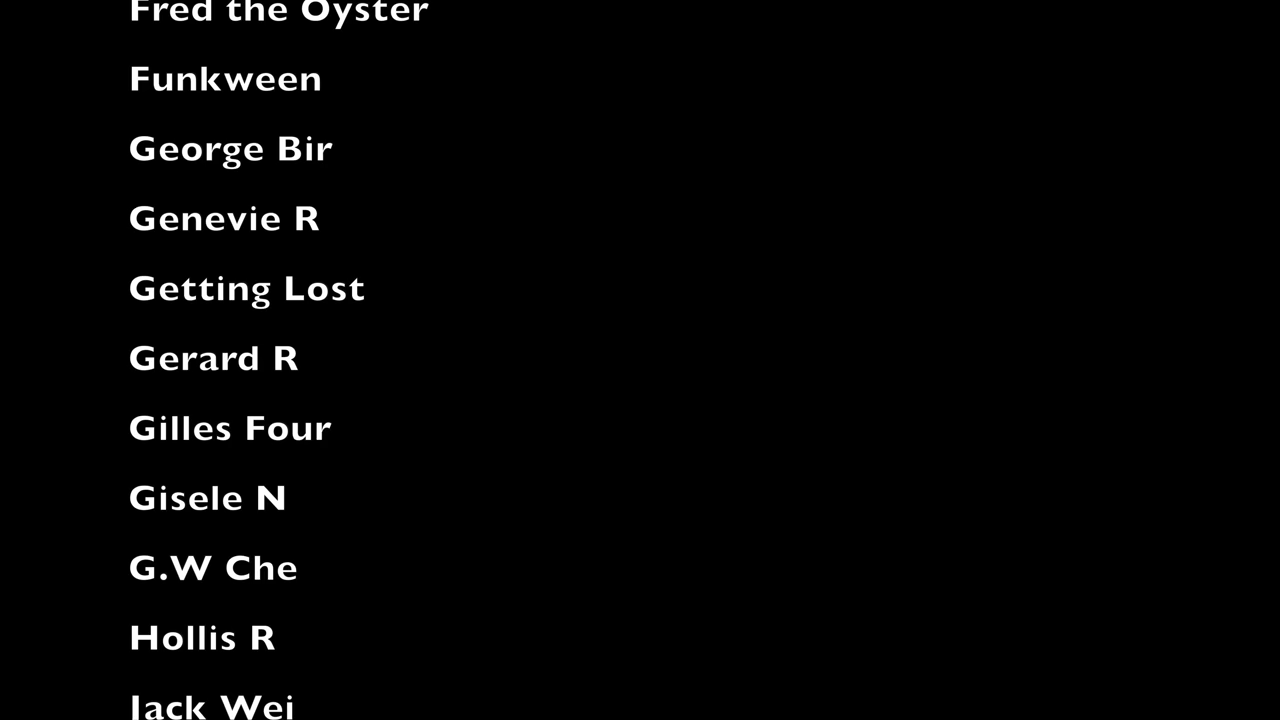 Fred the Oyster
Funkween
George Bir
Genevie R
Getting Lost
Gerard R
Gilles Four
Gisele N
G.W Che
Hollis R
Jack Wei